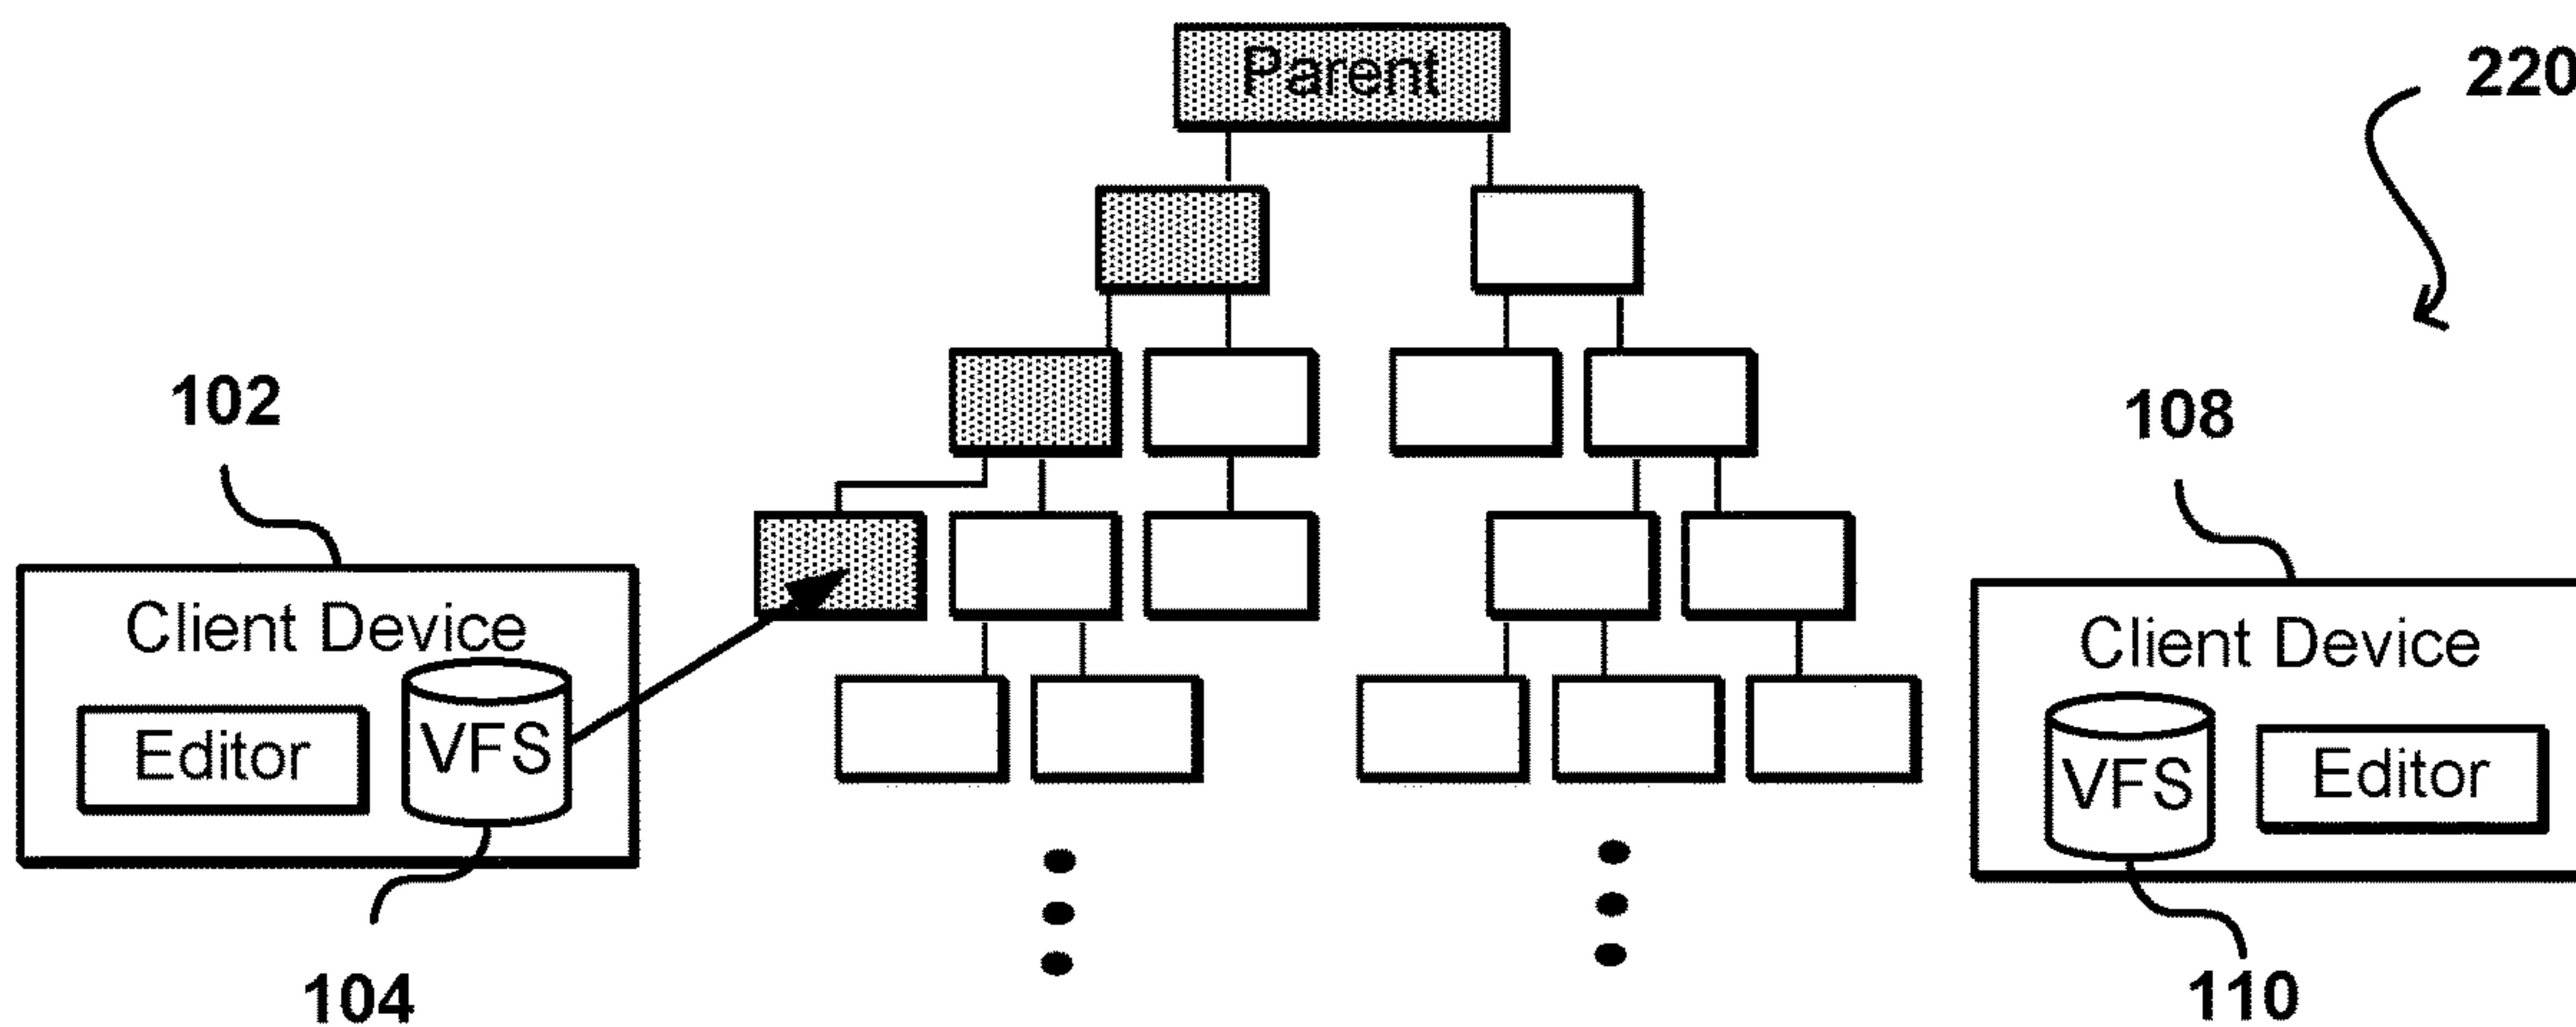 Parent
220
102
108
Client Device
Client Device
Editor
VFS
VFS
Editor
104
110